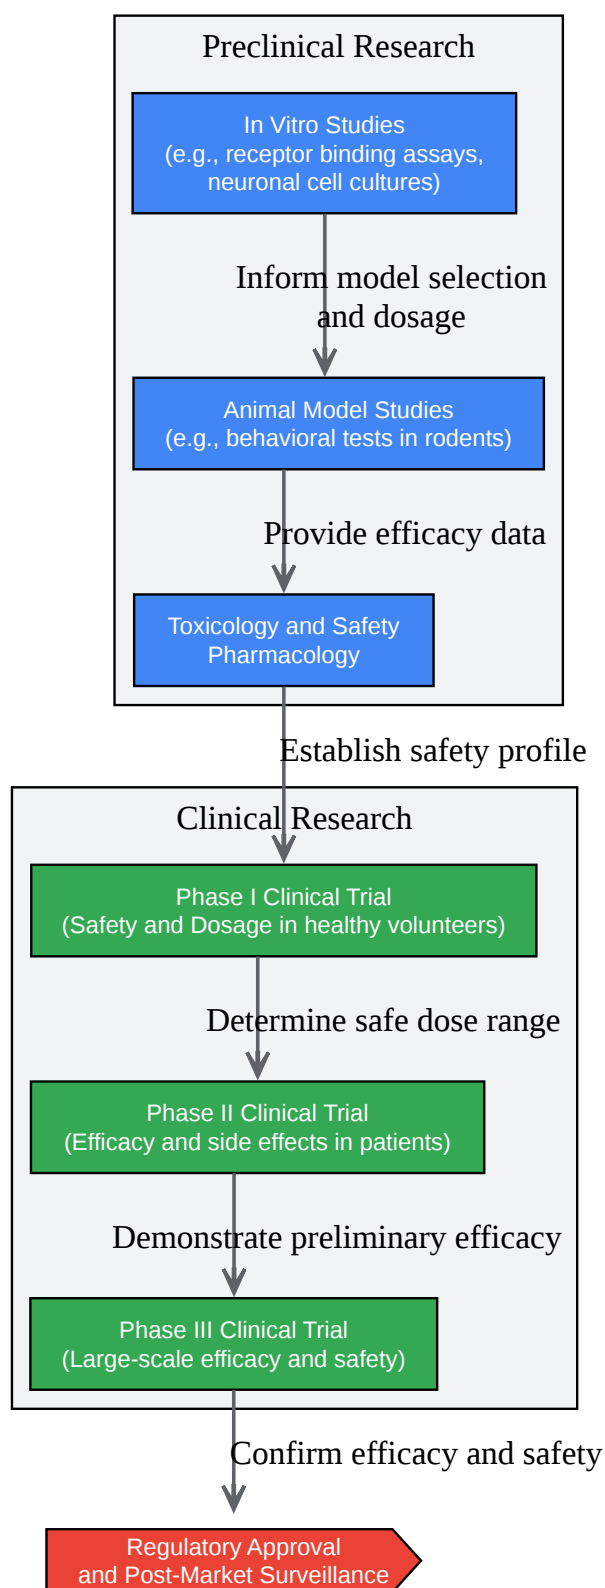 Preclinical Research
In Vitro Studies
(e.g., receptor binding assays,
neuronal cell cultures)
Inform model selection
and dosage
Animal Model Studies
(e.g., behavioral tests in rodents)
Provide efficacy data
Toxicology and Safety
Pharmacology
Establish safety profile
Clinical Research
Phase I Clinical Trial
(Safety and Dosage in healthy volunteers)
Determine safe dose range
Phase II Clinical Trial
(Efficacy and side effects in patients)
Demonstrate preliminary efficacy
Phase III Clinical Trial
(Large-scale efficacy and safety)
Confirm efficacy and safety
Regulatory Approval
and Post-Market Surveillance